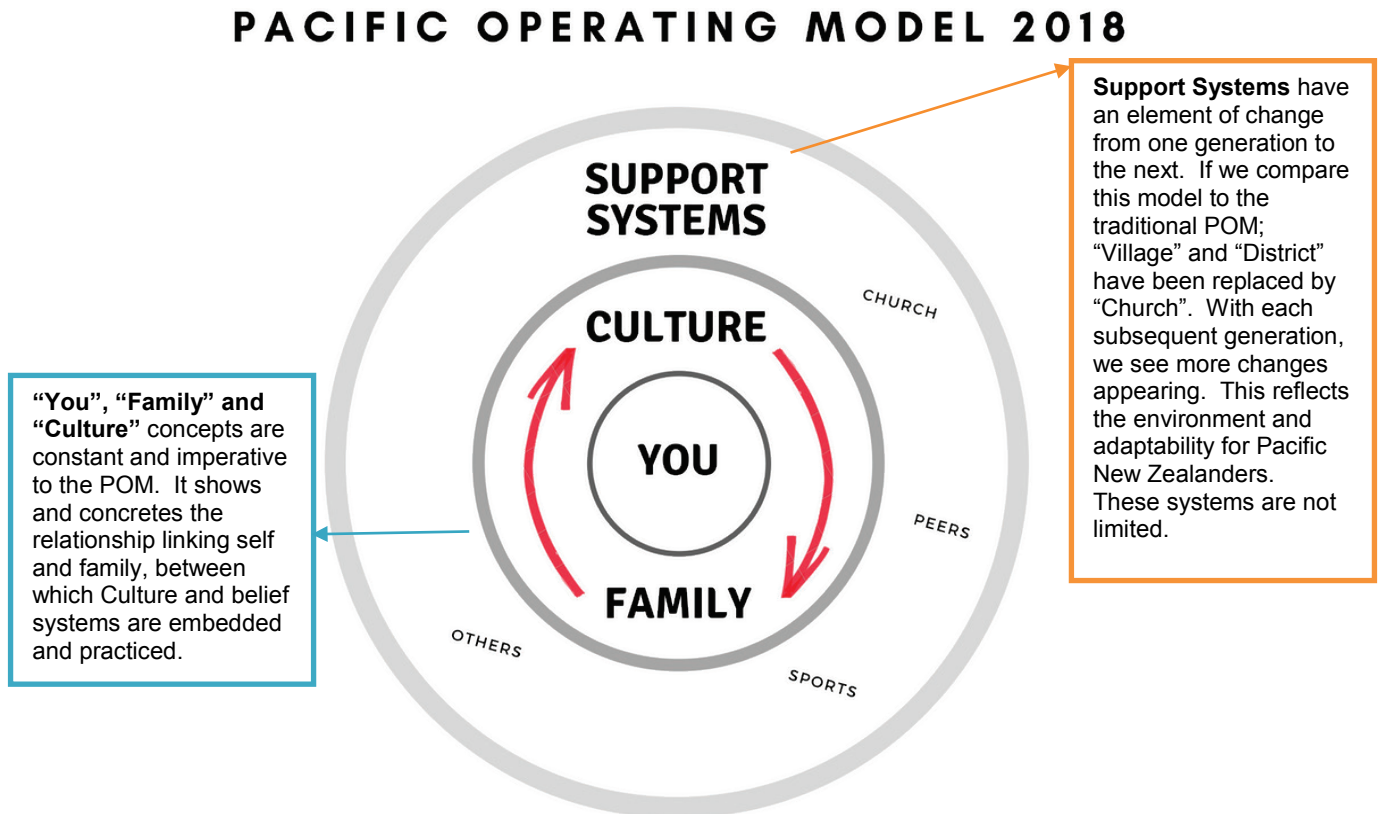 PACIFIC OPERATING MODEL 2018
Support Systems have
an element of change
from one generation to
the next. If we compare
this model to the
traditional POM;
“Village” and “District”
have been replaced by
“Church”. With each
subsequent generation,
we see more changes
appearing. This reflects
the environment and
adaptability for Pacific
New Zealanders.
These systems are not
limited.
SUPPORT
SYSTEMS
CHURCH
CULTURE
YOU
PEERS
FAMILY
OTHERS
SPORTS
“You”, “Family” and
“Culture” concepts are
constant and imperative
to the POM. It shows
and concretes the
relationship linking self
and family, between
which Culture and belief
systems are embedded
and practiced.